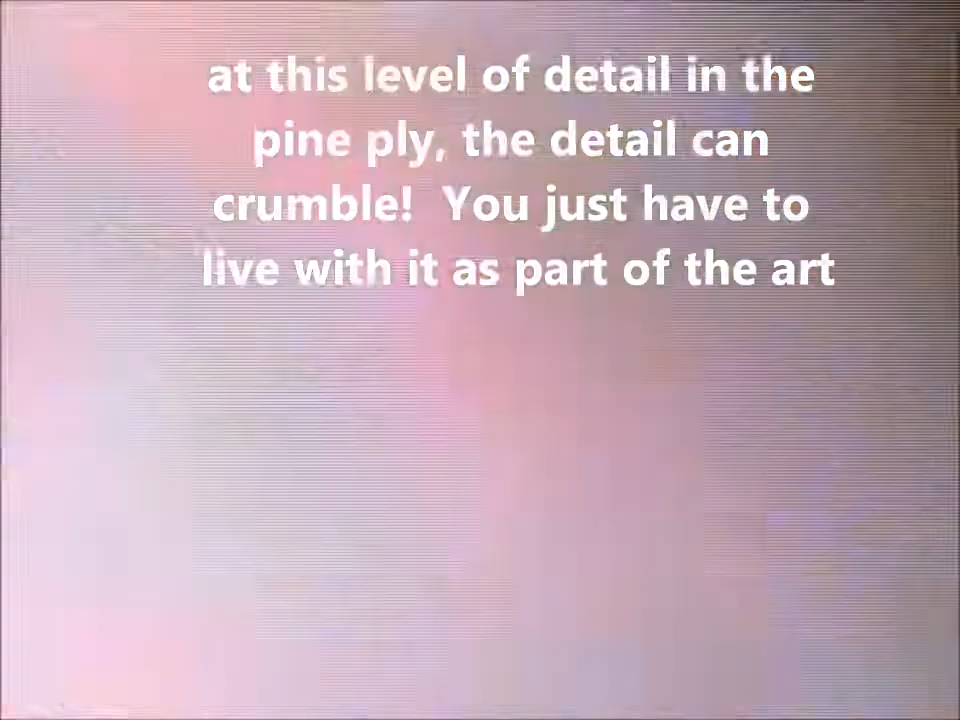 at this level of detail in the
pine ply, the detail can
crumble!  You just have to
live with it as part of the art